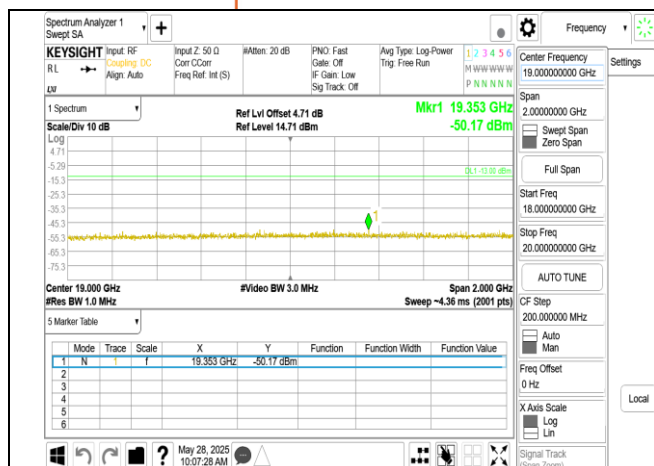 Spectrum Analyzer 1
Swept SA
Frequency
KEYSIGHT
RL
Input: RF
Coupling: DC
Align: Auto
Input Z: 50 Ω
Corr CCorr
Freq Ref: Int (S)
#Atten: 20 dB
PNO: Fast
Gate: Off
IF Gain: Low
Sig Track: Off
Avg Type: Log-Power
Trig: Free Run
1 2 3 4 5 6
M W W W W W
P N N N N N
Center Frequency
19.000000000 GHz
Settings
Span
2.00000000 GHz
Swept Span
Zero Span
Full Span
Start Freq
18.000000000 GHz
Stop Freq
20.000000000 GHz
AUTO TUNE
CF Step
200.000000 MHz
Auto
Man
Freq Offset
0 Hz
X Axis Scale
Log
Lin
Signal Track
(Span Zoom)
Local
1 Spectrum
Scale/Div 10 dB
Ref Lvl Offset 4.71 dB
Ref Level 14.71 dBm
Mkr1 19.353 GHz
-50.17 dBm
Log
4.71
-5.29
-15.3
-25.3
-35.3
-45.3
-55.3
-65.3
-75.3
DL1 -13.00 dBm
1
Center 19.000 GHz
#Res BW 1.0 MHz
#Video BW 3.0 MHz
Span 2.000 GHz
Sweep ~4.36 ms (2001 pts)
5 Marker Table
Mode Trace Scale X Y Function Function Width Function Value
1 N 1 f 19.353 GHz -50.17 dBm
2
3
4
5
6
? May 28, 2025
10:07:28 AM